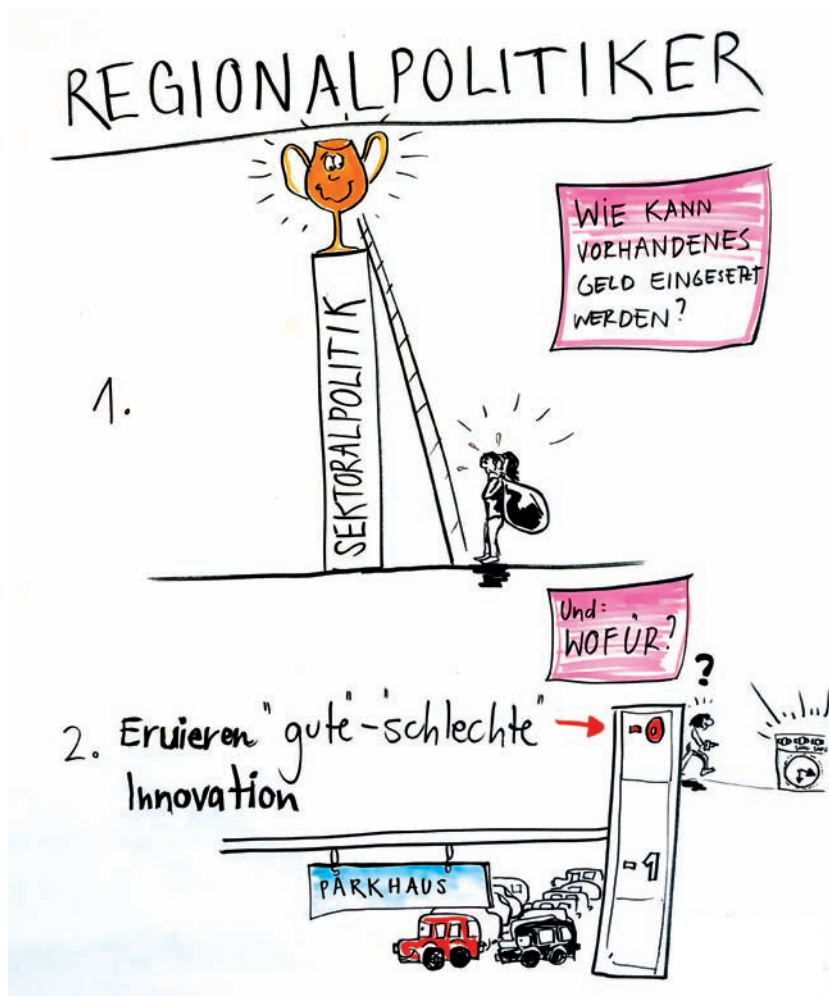 REGIONALPOLITIKER
WIE KANN
VORHANDENES
GELD EINGESETZT
WERDEN?
1.
SEKTORALPOLITIK
Und:
WOFÜR?
?
2. Eruieren "gute"-"schlechte"
Innovation
-0
-1
PARKHAUS